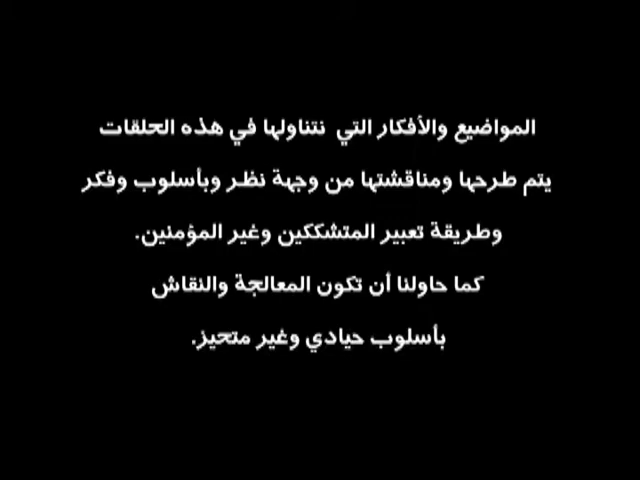 المواضيع والأفكار التي نتناولها في هذه الحلقات
يتم طرحها ومناقشتها من وجهة نظر وبأسلوب وفكر
وطريقة تعبير المتشككين وغير المؤمنين.
كما حاولنا أن تكون المعالجة والنقاش
بأسلوب حيادي وغير متحيز.